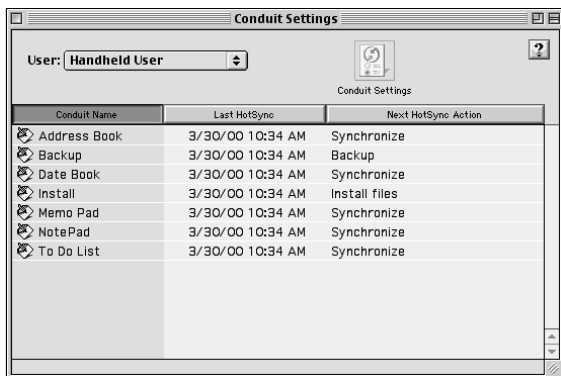 Conduit Settings
User: Handheld User
?
Conduit Settings
Conduit Name Last HotSync Next HotSync Action
Address Book 3/30/00 10:34 AM Synchronize
Backup 3/30/00 10:34 AM Backup
Date Book 3/30/00 10:34 AM Synchronize
Install 3/30/00 10:34 AM Install files
Memo Pad 3/30/00 10:34 AM Synchronize
NotePad 3/30/00 10:34 AM Synchronize
To Do List 3/30/00 10:34 AM Synchronize